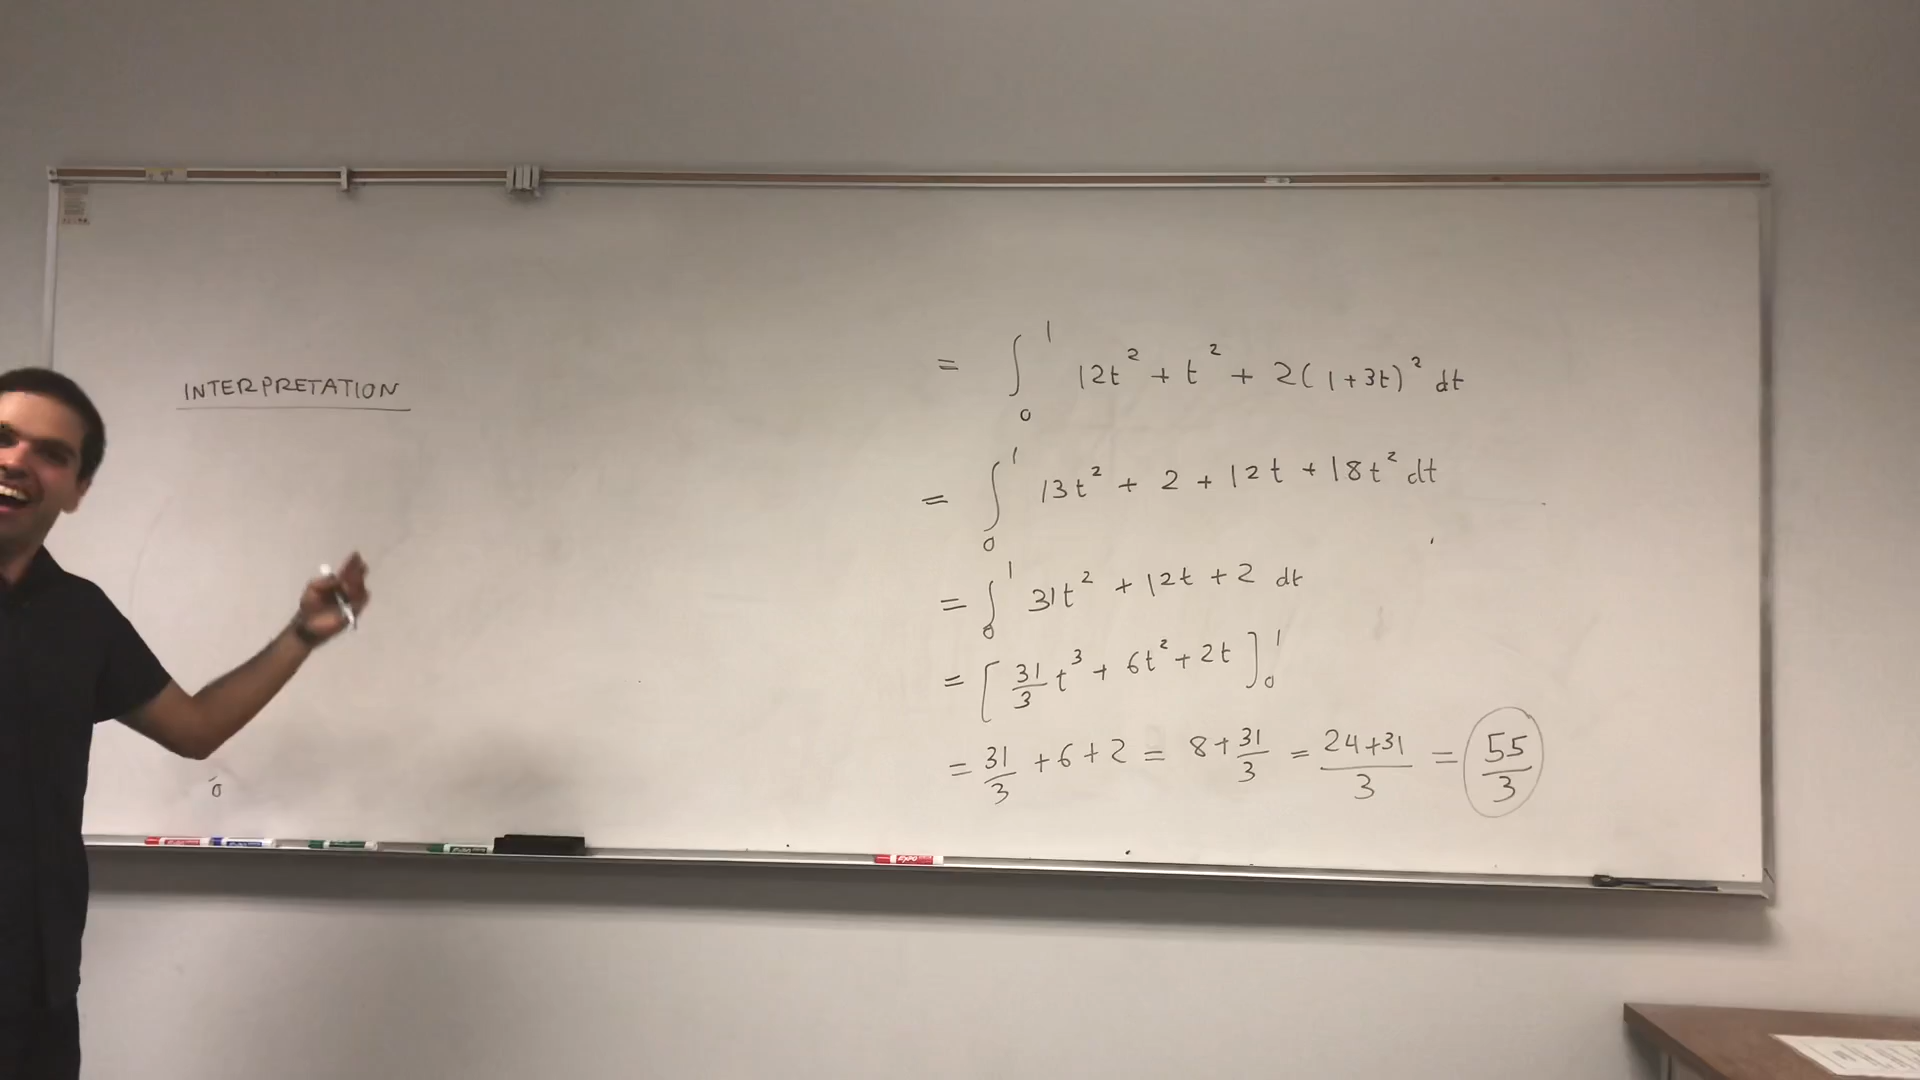 INTERPRETATION
= ∫₀¹ 12t² + t² + 2(1+3t)² dt
= ∫₀¹ 13t² + 2 + 12t + 18t² dt
= ∫₀¹ 31t² + 12t + 2 dt
= [31/3 t³ + 6t² + 2t]₀¹
= 31/3 + 6 + 2 = 8 + 31/3 = (24+31)/3 = 55/3
EXPO